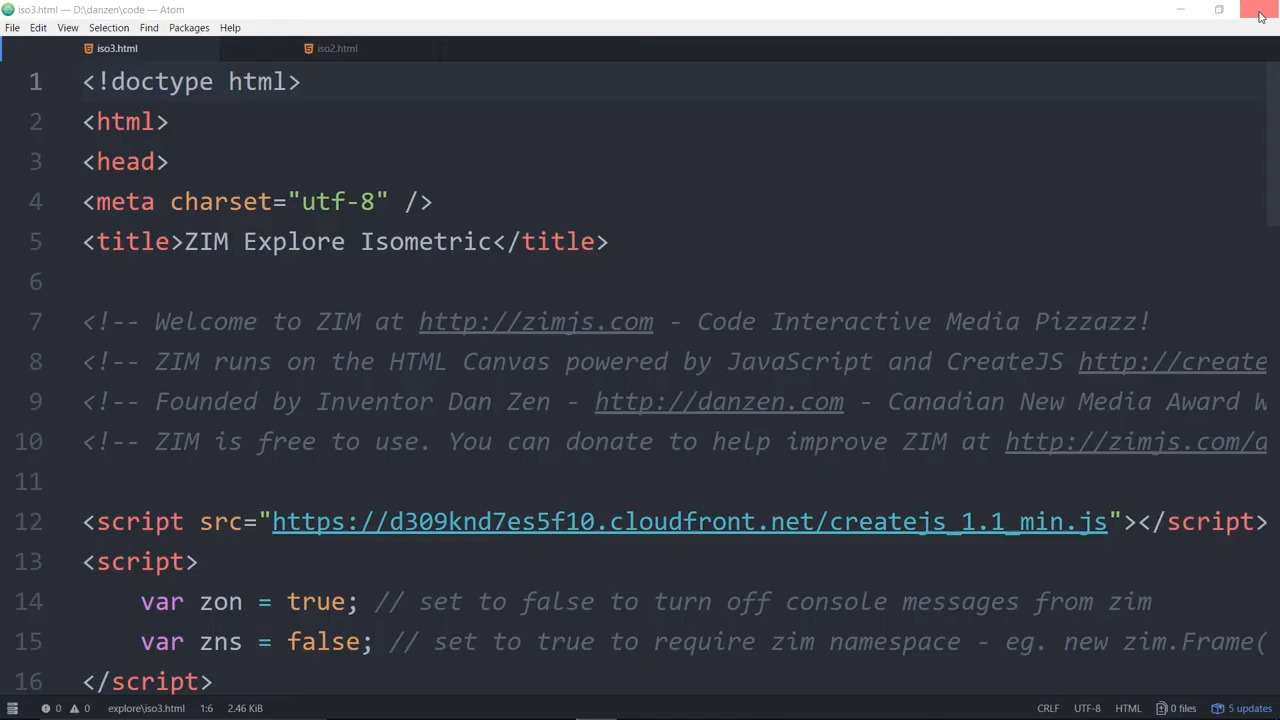 iso3.html — D:\danzen\code — Atom
File Edit View Selection Find Packages Help
iso3.html iso2.html
1 <!doctype html>
2 <html>
3 <head>
4 <meta charset="utf-8" />
5 <title>ZIM Explore Isometric</title>
6
7 <!-- Welcome to ZIM at http://zimjs.com - Code Interactive Media Pizzazz!
8 <!-- ZIM runs on the HTML Canvas powered by JavaScript and CreateJS http://create
9 <!-- Founded by Inventor Dan Zen - http://danzen.com - Canadian New Media Award W
10 <!-- ZIM is free to use. You can donate to help improve ZIM at http://zimjs.com/
11
12 <script src="https://d309knd7es5f10.cloudfront.net/createjs_1.1_min.js"></script>
13 <script>
14 var zon = true; // set to false to turn off console messages from zim
15 var zns = false; // set to true to require zim namespace - eg. new zim.Frame(
16 </script>
0 0 explore\iso3.html 1:6 2.46 KiB CRLF UTF-8 HTML 0 files 5 updates